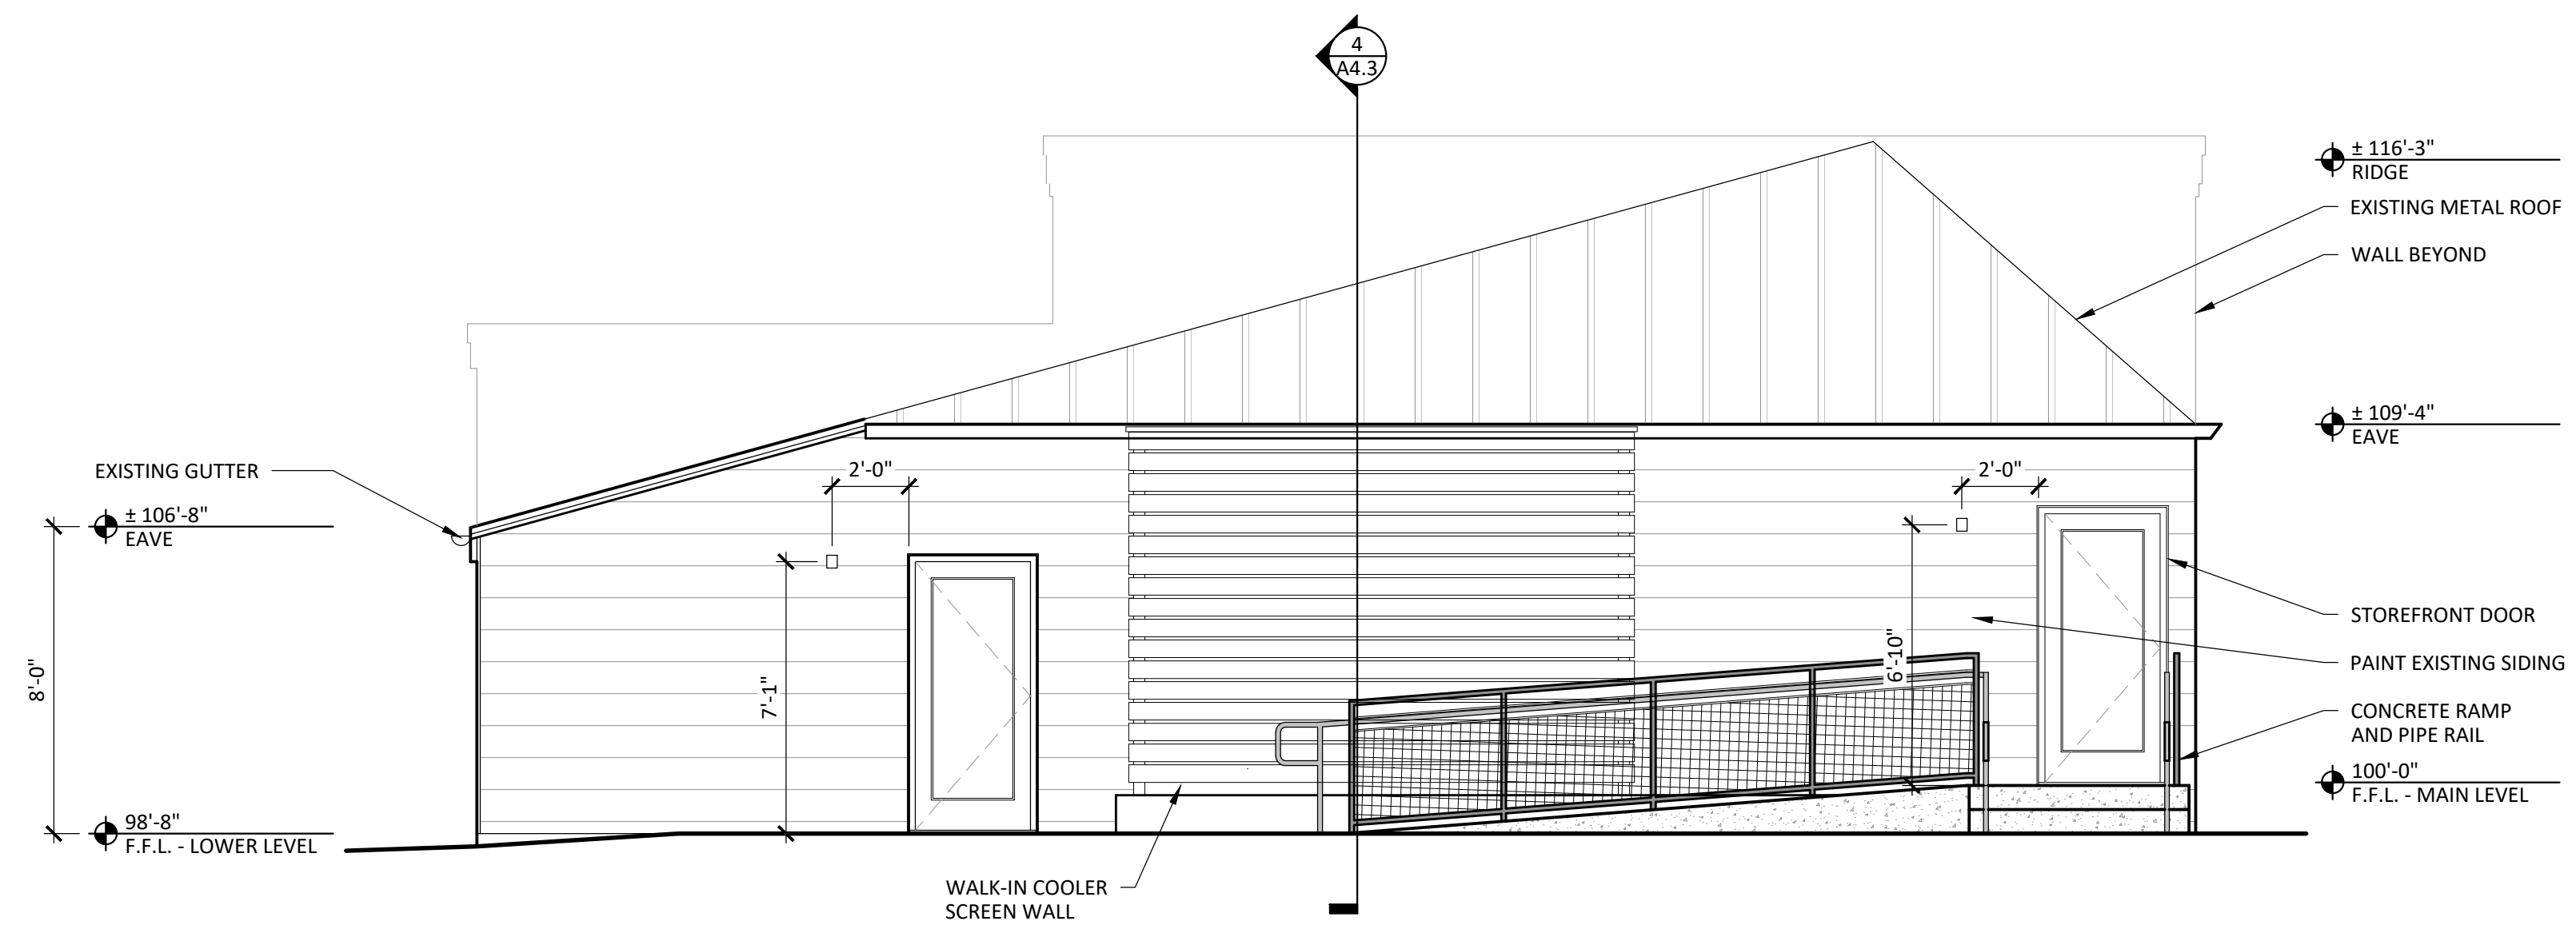 4
A4.3
± 116'-3"
RIDGE
EXISTING METAL ROOF
WALL BEYOND
± 109'-4"
EAVE
EXISTING GUTTER
2'-0"
2'-0"
± 106'-8"
EAVE
8'-0"
7'-1"
6'-10"
STOREFRONT DOOR
PAINT EXISTING SIDING
CONCRETE RAMP
AND PIPE RAIL
100'-0"
F.F.L. - MAIN LEVEL
98'-8"
F.F.L. - LOWER LEVEL
WALK-IN COOLER
SCREEN WALL